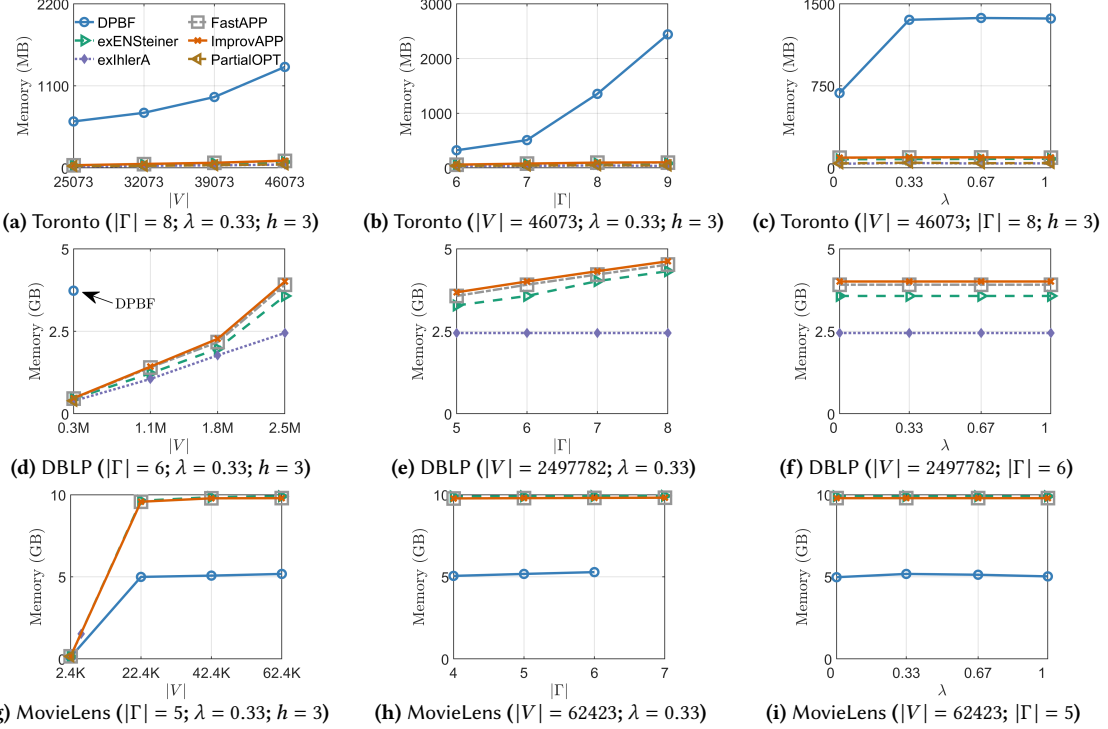 2200
1100
0
Memory (MB)
DPBF
exENSteiner
exIhlerA
FastAPP
ImprovAPP
PartialOPT
25073 32073 39073 46073
|V|
(a) Toronto (|Γ| = 8; λ = 0.33; h = 3)
3000
2000
1000
0
Memory (MB)
6 7 8 9
|Γ|
(b) Toronto (|V| = 46073; λ = 0.33; h = 3)
1500
750
0
Memory (MB)
0 0.33 0.67 1
λ
(c) Toronto (|V| = 46073; |Γ| = 8; h = 3)
5
2.5
0
Memory (GB)
DPBF
0.3M 1.1M 1.8M 2.5M
|V|
(d) DBLP (|Γ| = 6; λ = 0.33; h = 3)
5
2.5
0
Memory (GB)
5 6 7 8
|Γ|
(e) DBLP (|V| = 2497782; λ = 0.33)
5
2.5
0
Memory (GB)
0 0.33 0.67 1
λ
(f) DBLP (|V| = 2497782; |Γ| = 6)
10
5
0
Memory (GB)
2.4K 22.4K 42.4K 62.4K
|V|
g) MovieLens (|Γ| = 5; λ = 0.33; h = 3)
10
5
0
Memory (GB)
4 5 6 7
|Γ|
(h) MovieLens (|V| = 62423; λ = 0.33)
10
5
0
Memory (GB)
0 0.33 0.67 1
λ
(i) MovieLens (|V| = 62423; |Γ| = 5)